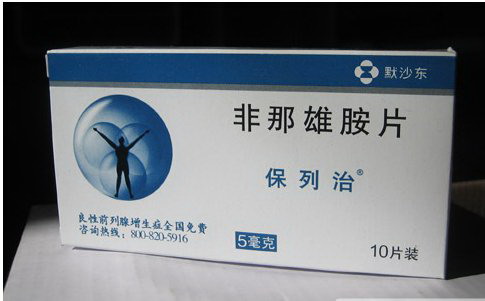 默沙东
非那雄胺片
保列治®
良性前列腺增生症全国免费
咨询热线：800-820-5916
5毫克
10片装